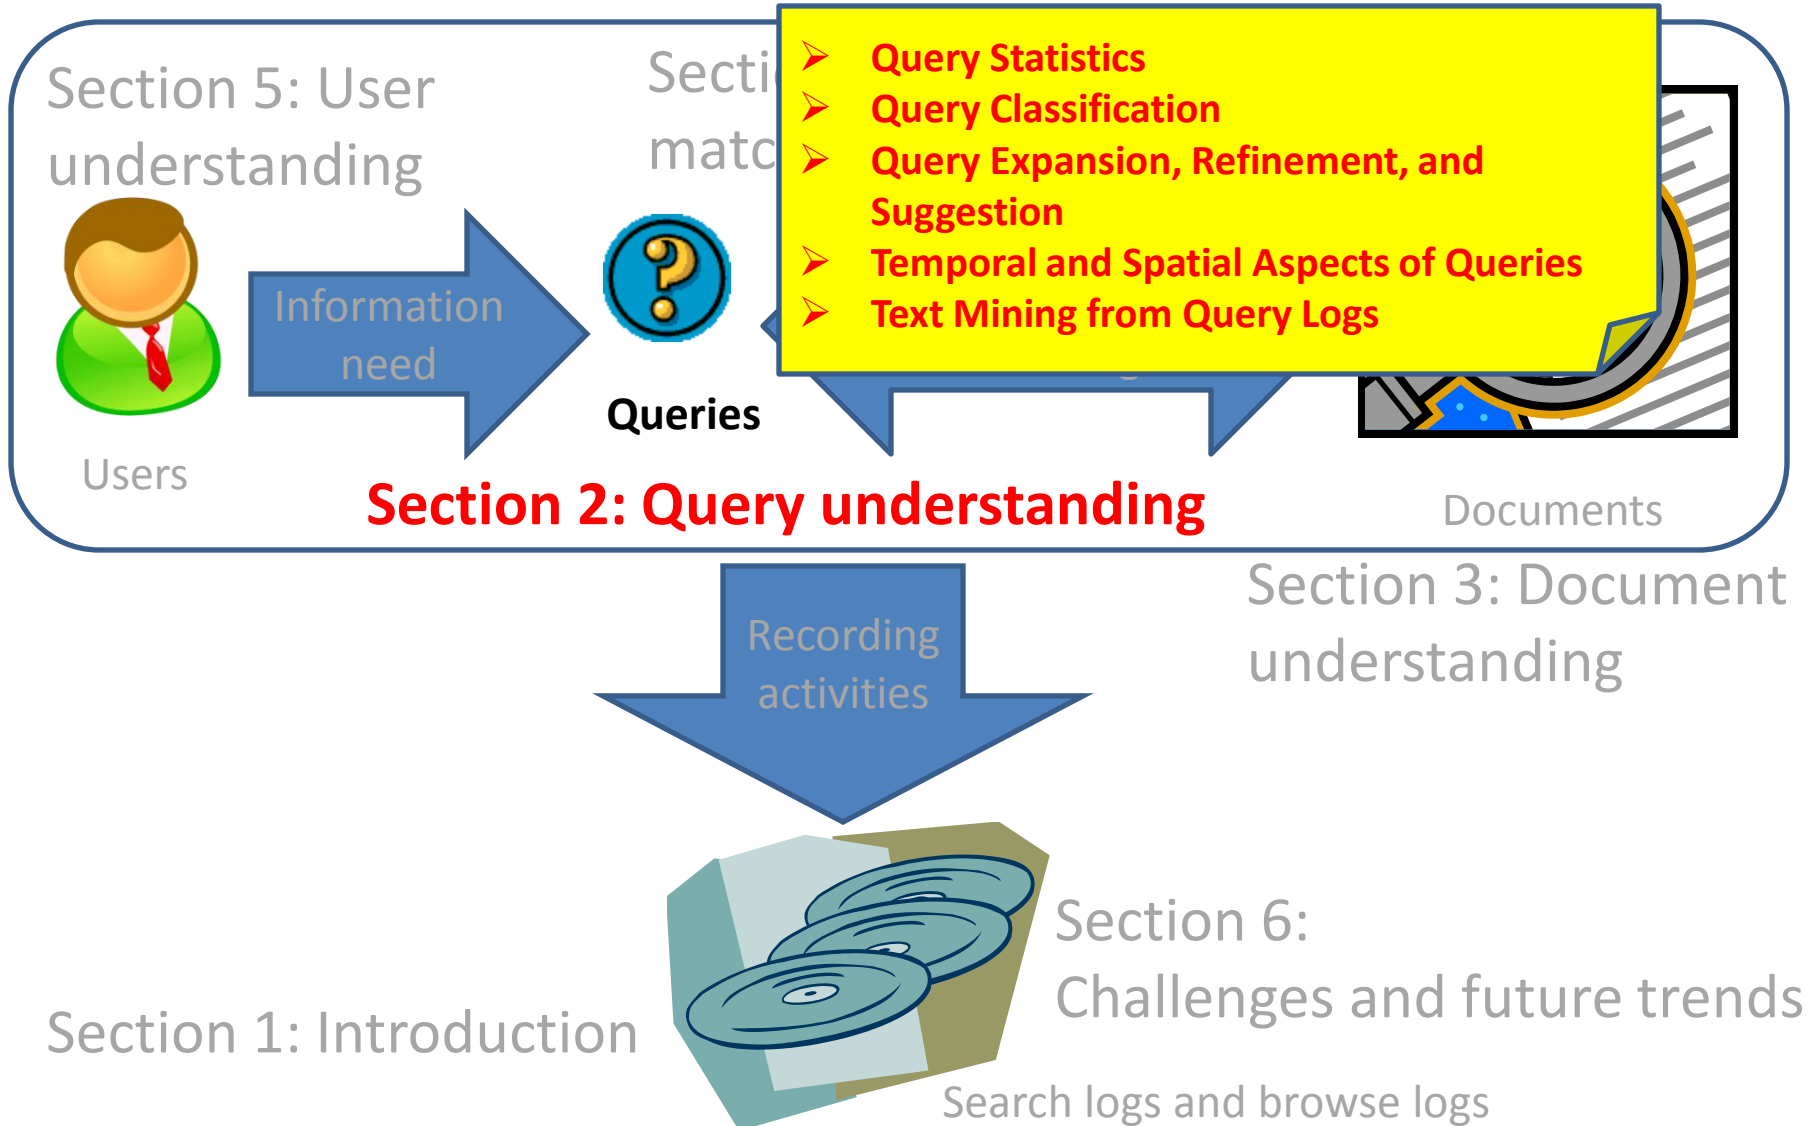 Section 5: User
understanding
Query Statistics
Query Classification
Query Expansion, Refinement, and
Suggestion
Temporal and Spatial Aspects of Queries
Text Mining from Query Logs
Information
need
Queries
Users
Section 2: Query understanding
Documents
Section 3: Document
understanding
Recording
activities
Section 6:
Challenges and future trends
Section 1: Introduction
Search logs and browse logs